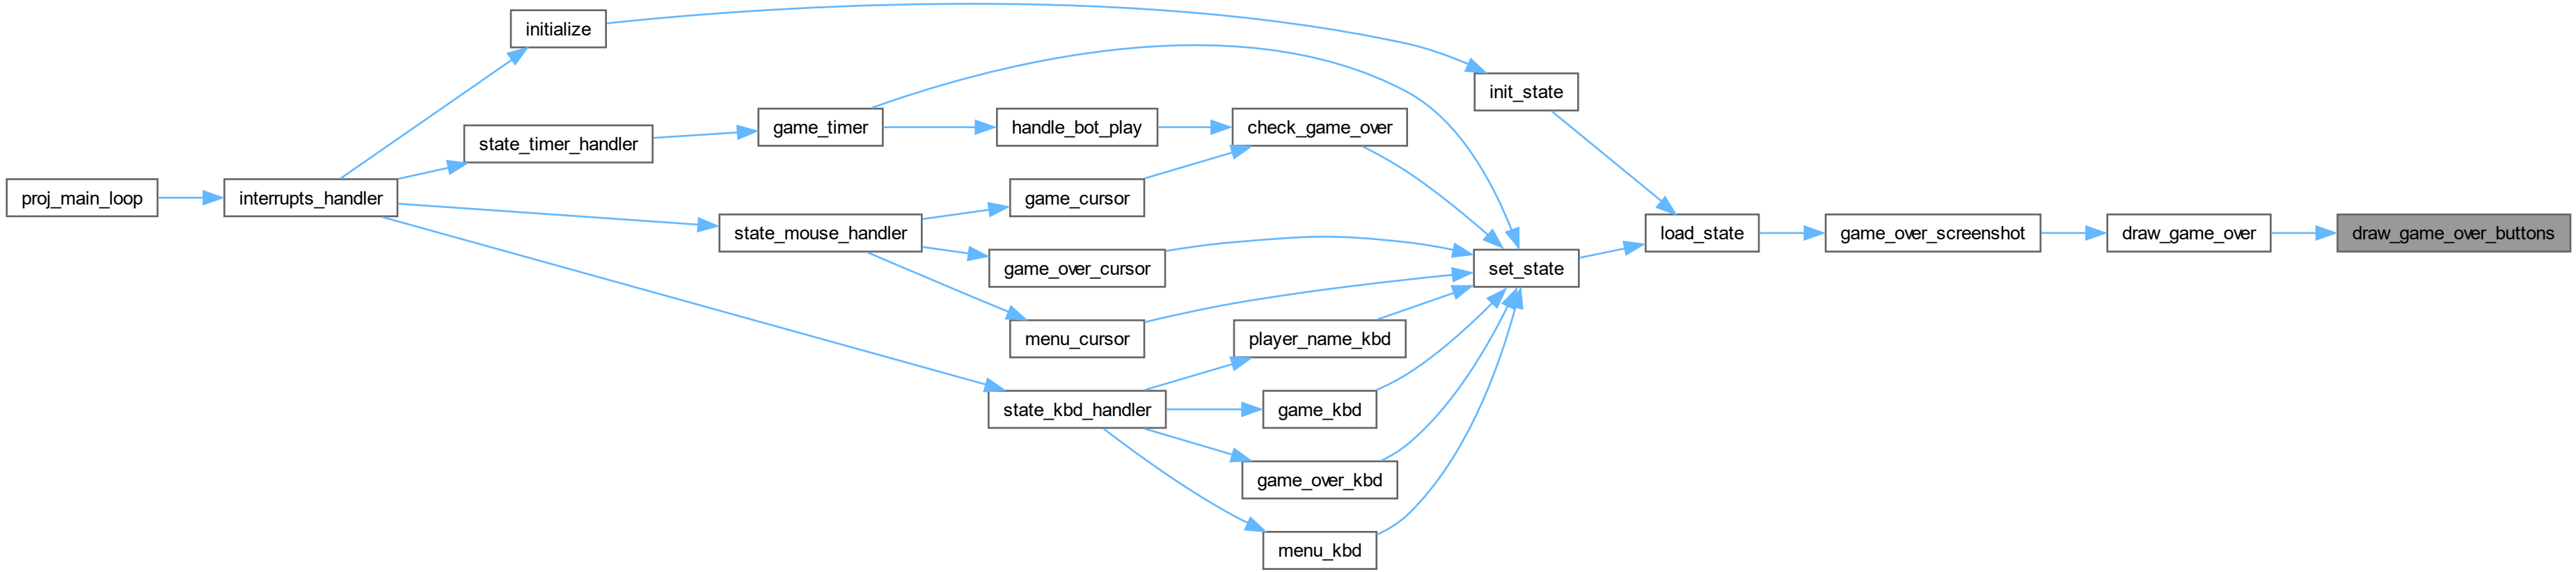 initialize
init_state
game_timer
handle_bot_play
check_game_over
state_timer_handler
proj_main_loop
interrupts_handler
game_cursor
state_mouse_handler
load_state
game_over_screenshot
draw_game_over
draw_game_over_buttons
game_over_cursor
set_state
menu_cursor
player_name_kbd
state_kbd_handler
game_kbd
game_over_kbd
menu_kbd